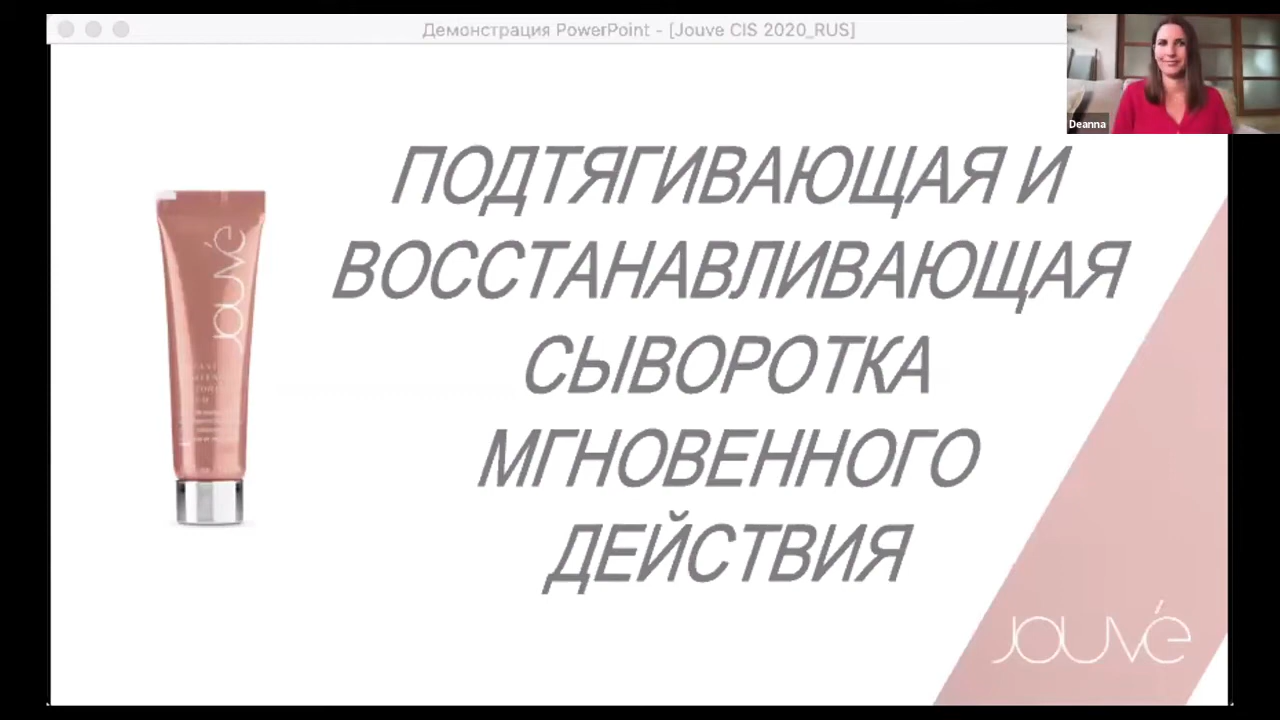 Демонстрация PowerPoint - [Jouve CIS 2020_RUS]
Deanna
ПОДТЯГИВАЮЩАЯ И
ВОССТАНАВЛИВАЮЩАЯ
СЫВОРОТКА
МГНОВЕННОГО
ДЕЙСТВИЯ
JOUVÉ
JOUVÉ